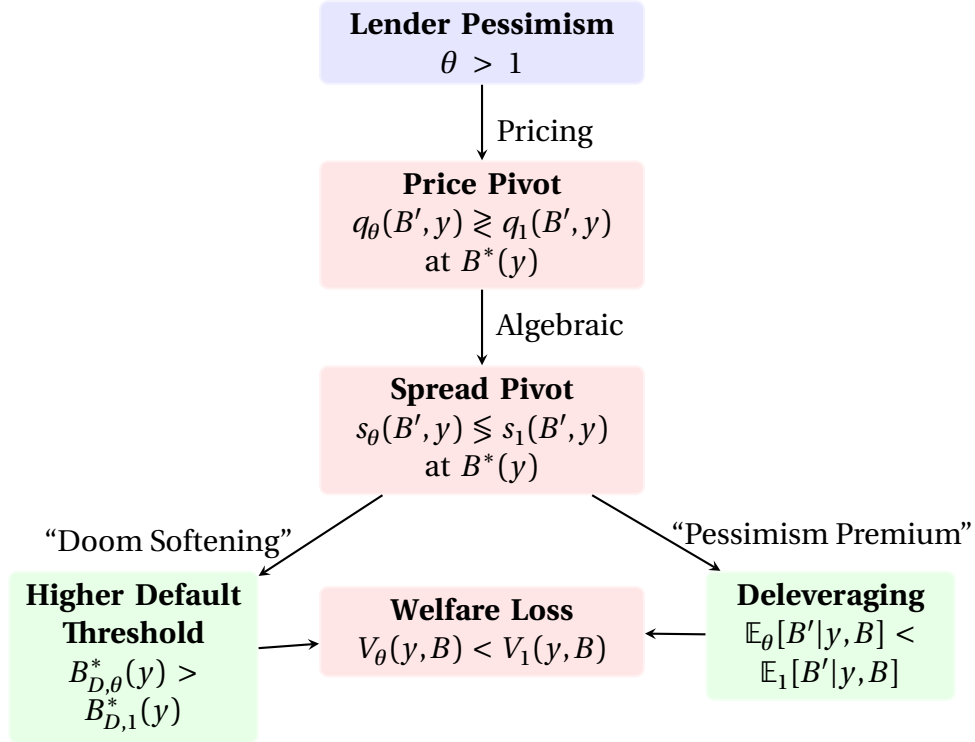 Lender Pessimism
θ > 1
Pricing
Price Pivot
q_θ(B′, y) ≷ q_1(B′, y)
at B*(y)
Algebraic
Spread Pivot
s_θ(B′, y) ≶ s_1(B′, y)
at B*(y)
“Doom Softening”
“Pessimism Premium”
Higher Default
Threshold
B*_{D,θ}(y) >
B*_{D,1}(y)
Welfare Loss
V_θ(y, B) < V_1(y, B)
Deleveraging
𝔼_θ[B′|y, B] <
𝔼_1[B′|y, B]